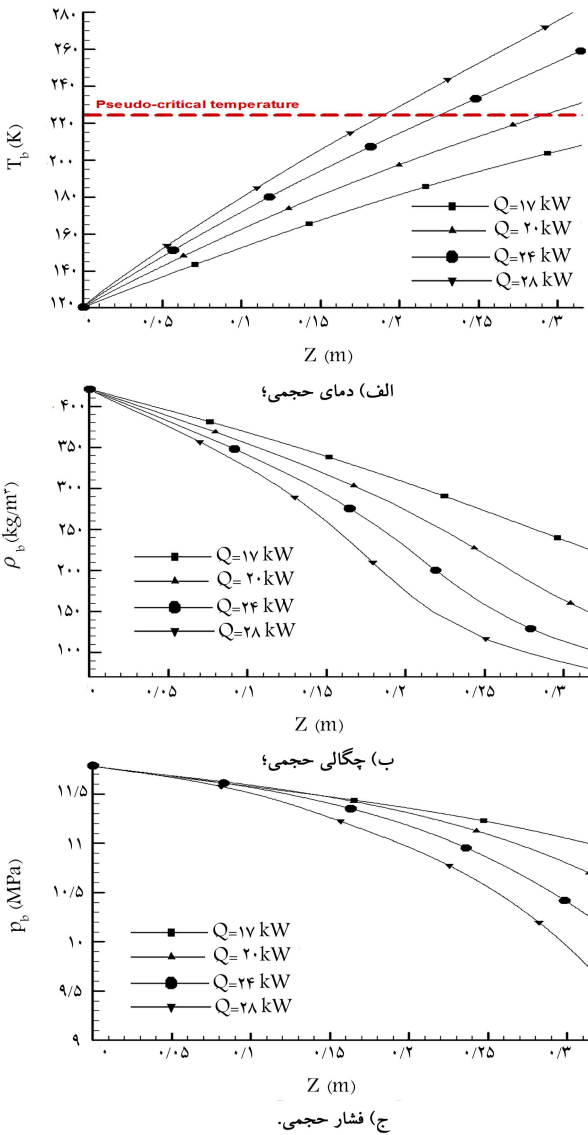 ۲۸۰
۲۶۰
۲۴۰
۲۲۰
۲۰۰
۱۸۰
۱۶۰
۱۴۰
۱۲۰
T_b (K)
Pseudo-critical temperature
Q=۱۷ kW
Q= ۲۰ kW
Q=۲۴ kW
Q=۲۸ kW
۰ ۰/۰۵ ۰/۱ ۰/۱۵ ۰/۲ ۰/۲۵ ۰/۳
Z (m)
الف) دمای حجمی؛
۴۰۰
۳۵۰
۳۰۰
۲۵۰
۲۰۰
۱۵۰
۱۰۰
ρ_b (kg/m۳)
Q=۱۷ kW
Q= ۲۰ kW
Q=۲۴ kW
Q=۲۸ kW
۰ ۰/۰۵ ۰/۱ ۰/۱۵ ۰/۲ ۰/۲۵ ۰/۳
Z (m)
ب) چگالی حجمی؛
۱۱/۵
۱۱
۱۰/۵
۱۰
۹/۵
۹
p_b (MPa)
Q=۱۷ kW
Q= ۲۰ kW
Q=۲۴ kW
Q=۲۸ kW
۰ ۰/۰۵ ۰/۱ ۰/۱۵ ۰/۲ ۰/۲۵ ۰/۳
Z (m)
ج) فشار حجمی.